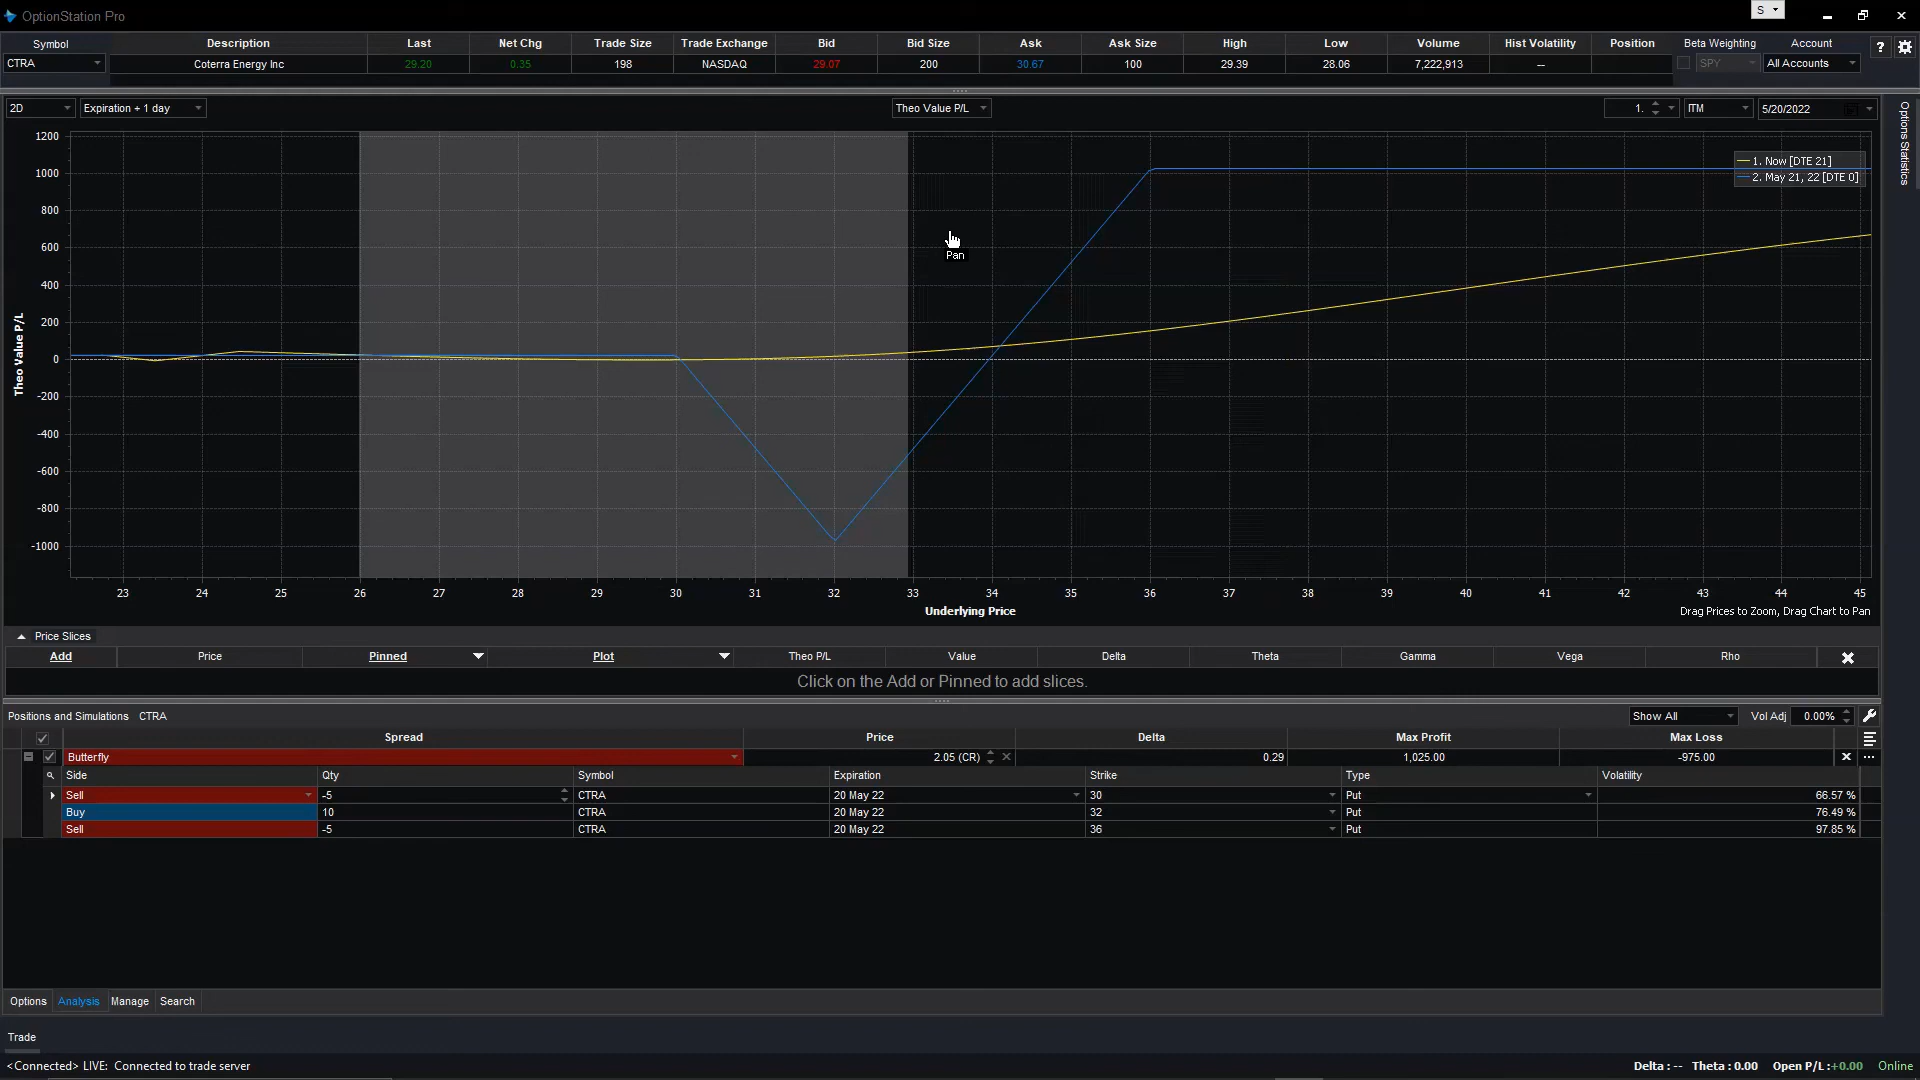 OptionStation Pro
S
Symbol Description Last Net Chg Trade Size Trade Exchange Bid Bid Size Ask Ask Size High Low Volume Hist Volatility Position Beta Weighting Account ?
CTRA Coterra Energy Inc 29.20 0.35 198 NASDAQ 29.07 200 30.67 100 29.39 28.06 7,222,913 -- SPY All Accounts
2D Expiration + 1 day Theo Value P/L 1. ITM 5/20/2022
Options Statistics
1200
1000
800
600
400
200
0
-200
-400
-600
-800
-1000
Theo Value P/L
1. Now [DTE 21]
2. May 21, 22 [DTE 0]
Pan
23 24 25 26 27 28 29 30 31 32 33 34 35 36 37 38 39 40 41 42 43 44 45
Underlying Price
Drag Prices to Zoom, Drag Chart to Pan
Price Slices
Add Price Pinned Plot Theo P/L Value Delta Theta Gamma Vega Rho
Click on the Add or Pinned to add slices.
Positions and Simulations CTRA Show All Vol Adj 0.00%
Spread Price Delta Max Profit Max Loss
Butterfly 2.05 (CR) 0.29 1,025.00 -975.00
Side Qty Symbol Expiration Strike Type Volatility
Sell -5 CTRA 20 May 22 30 Put 66.57 %
Buy 10 CTRA 20 May 22 32 Put 76.49 %
Sell -5 CTRA 20 May 22 36 Put 97.85 %
Options Analysis Manage Search
Trade
<Connected> LIVE: Connected to trade server Delta : -- Theta : 0.00 Open P/L :+0.00 Online